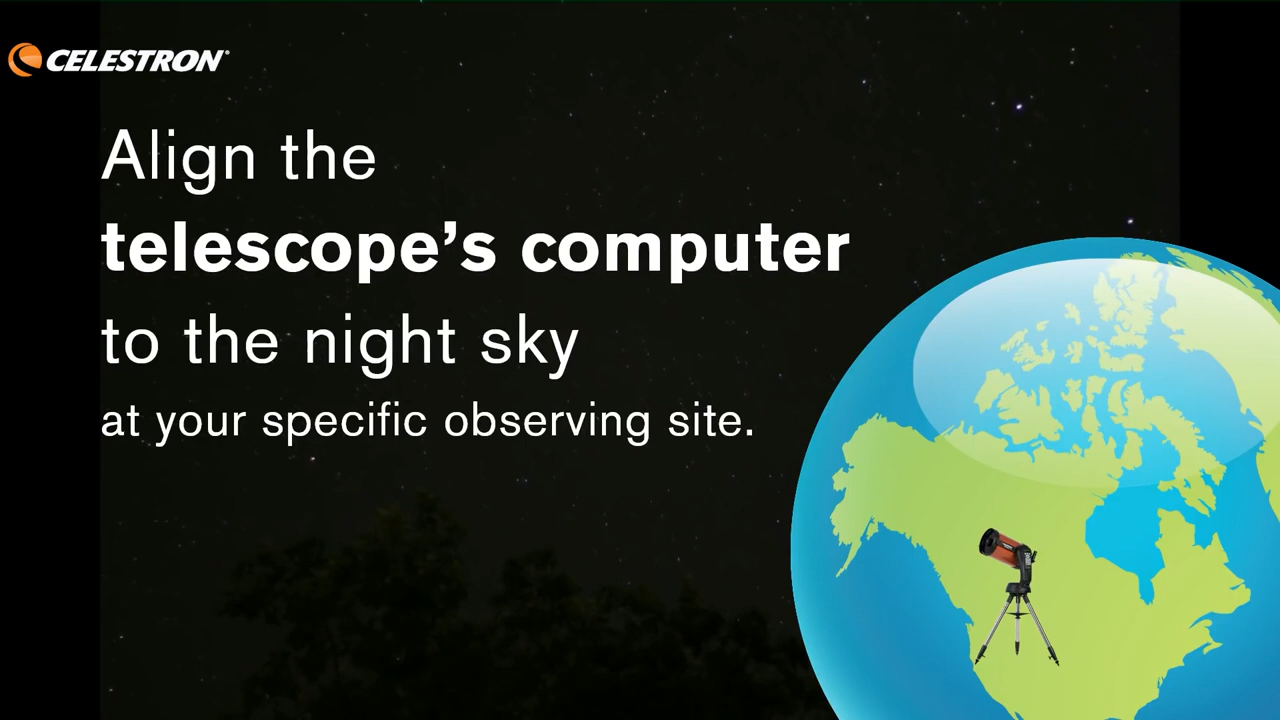 CELESTRON®
Align the
telescope’s computer
to the night sky
at your specific observing site.